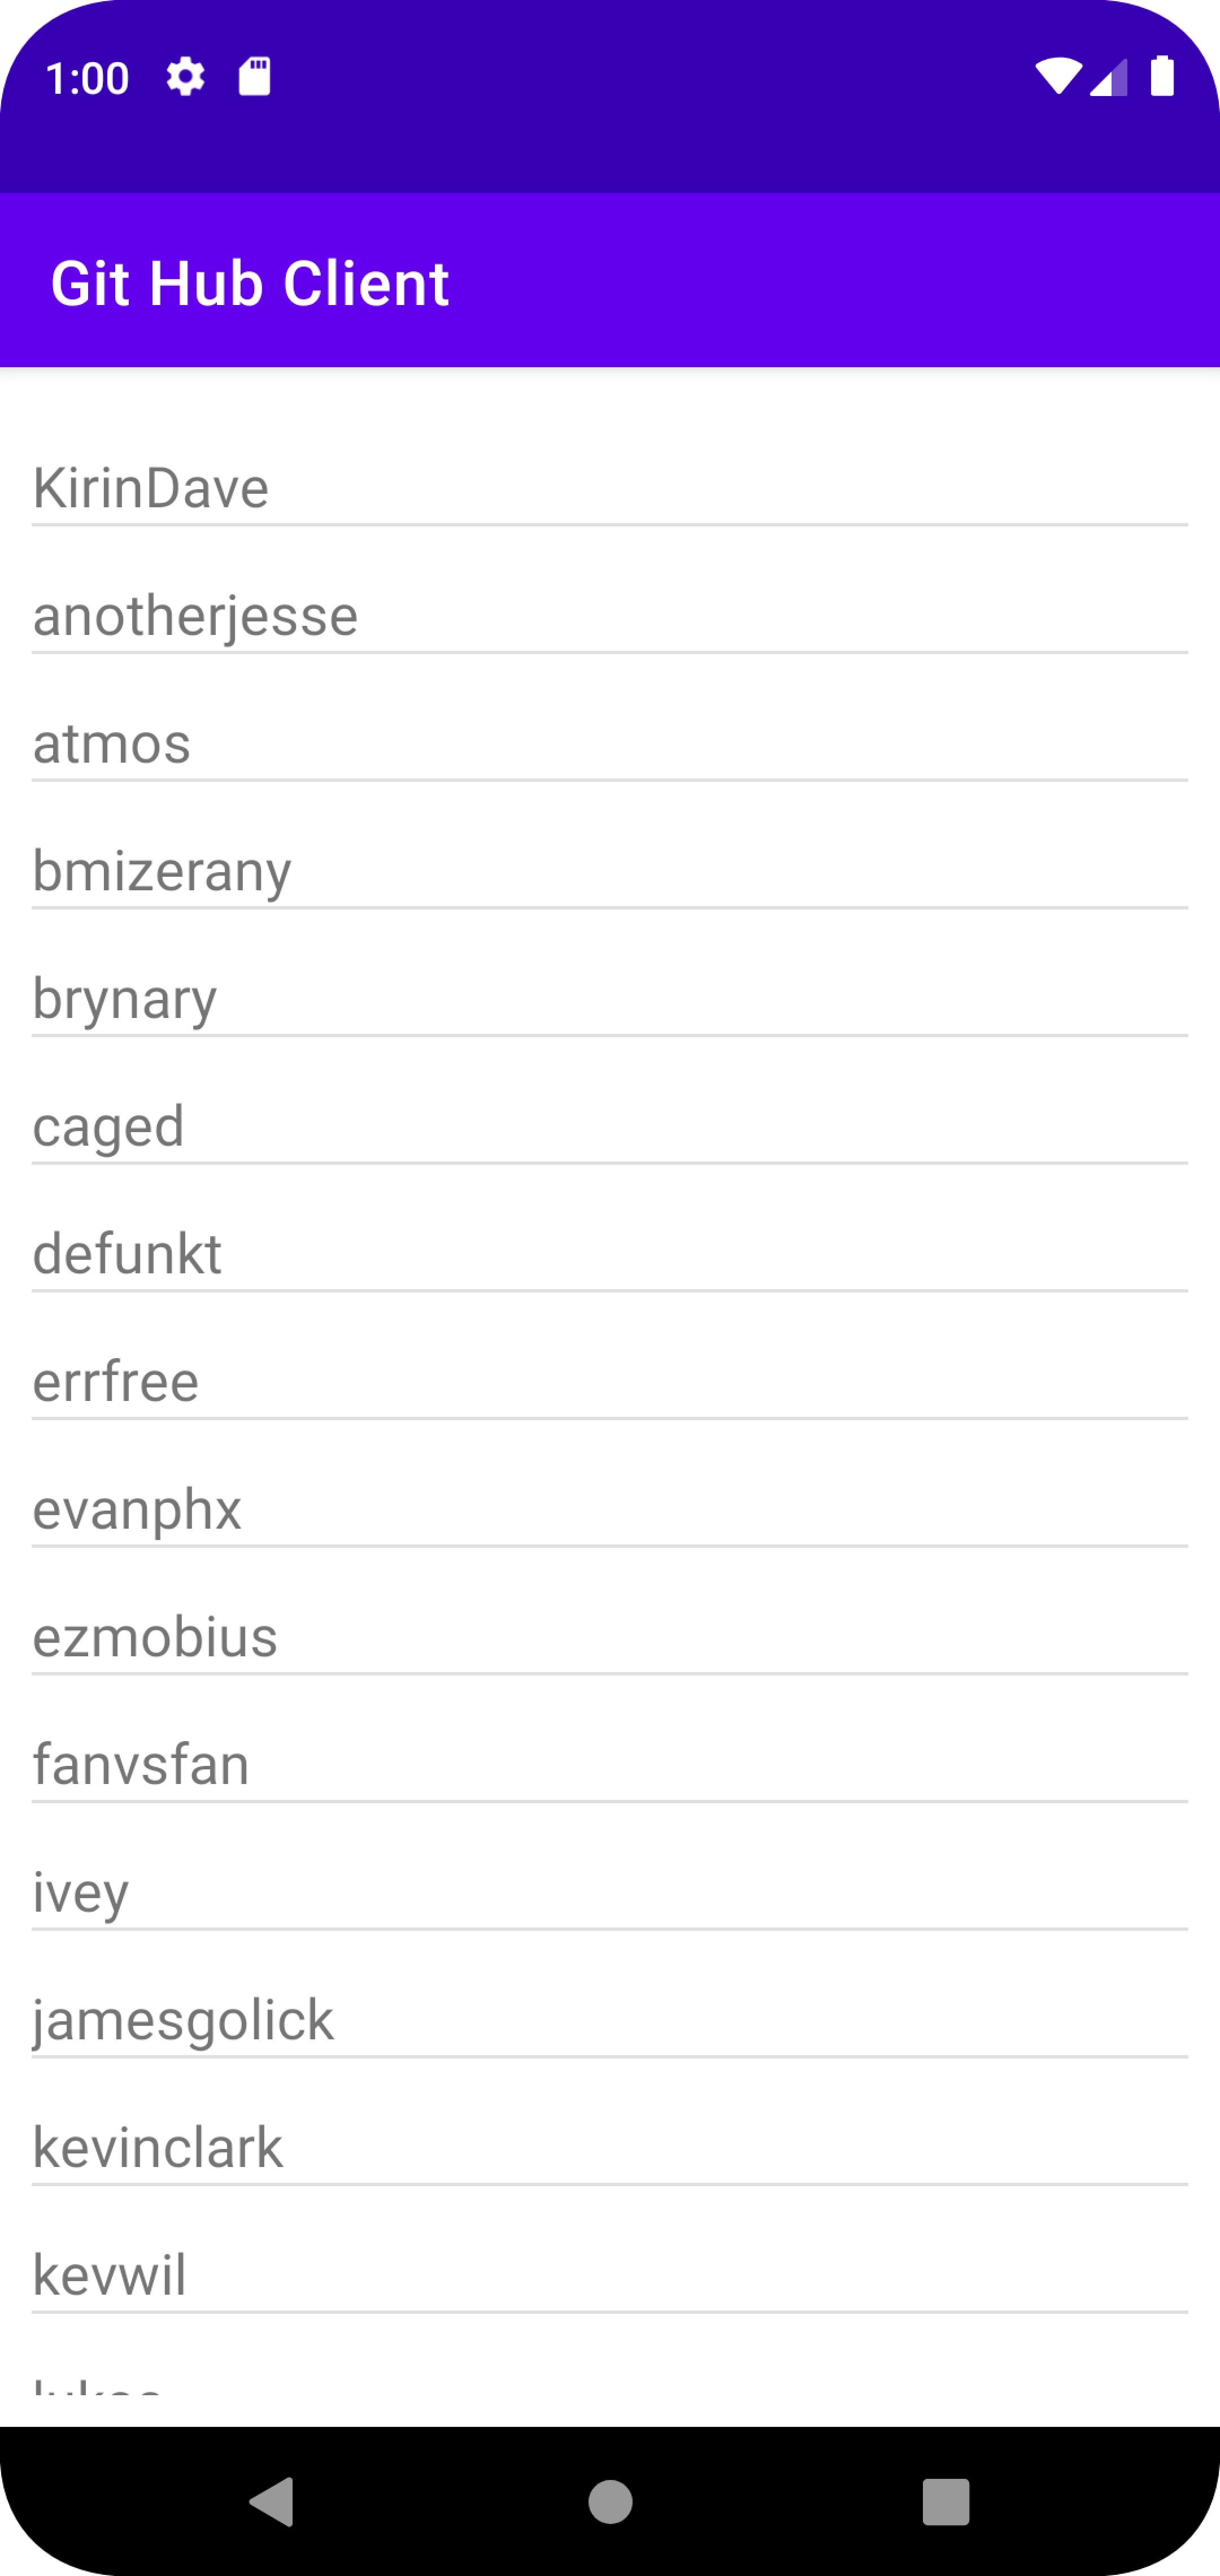 1:00
Git Hub Client
KirinDave
anotherjesse
atmos
bmizerany
brynary
caged
defunkt
errfree
evanphx
ezmobius
fanvsfan
ivey
jamesgolick
kevinclark
kevwil